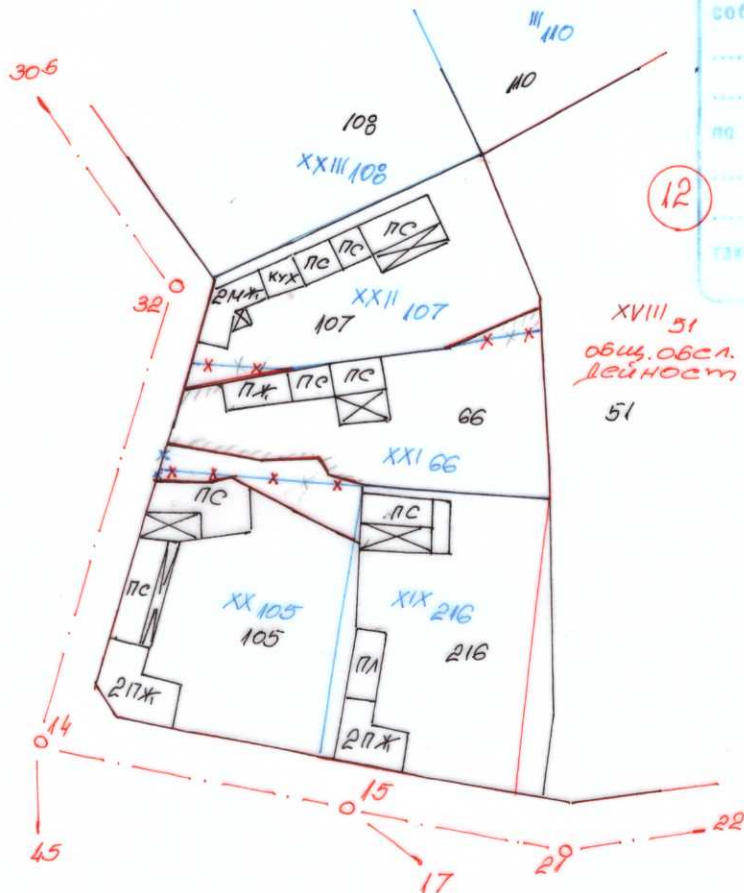 III 110
110
соб
30б
108
XXIII 108
по
12
ПС
ПС
ПС
КУХ
2МЖ
32
XXII 107
107
XVIII 51
ОБЩ. ОБСЛ.
ДЕЙНОСТ
51
ПЖ
ПС
ПС
66
XXI 66
ПС
ПС
ПС
XX 105
105
XIX 216
216
ПЛ
2ПЖ
2ПЖ
14
15
45
17
22